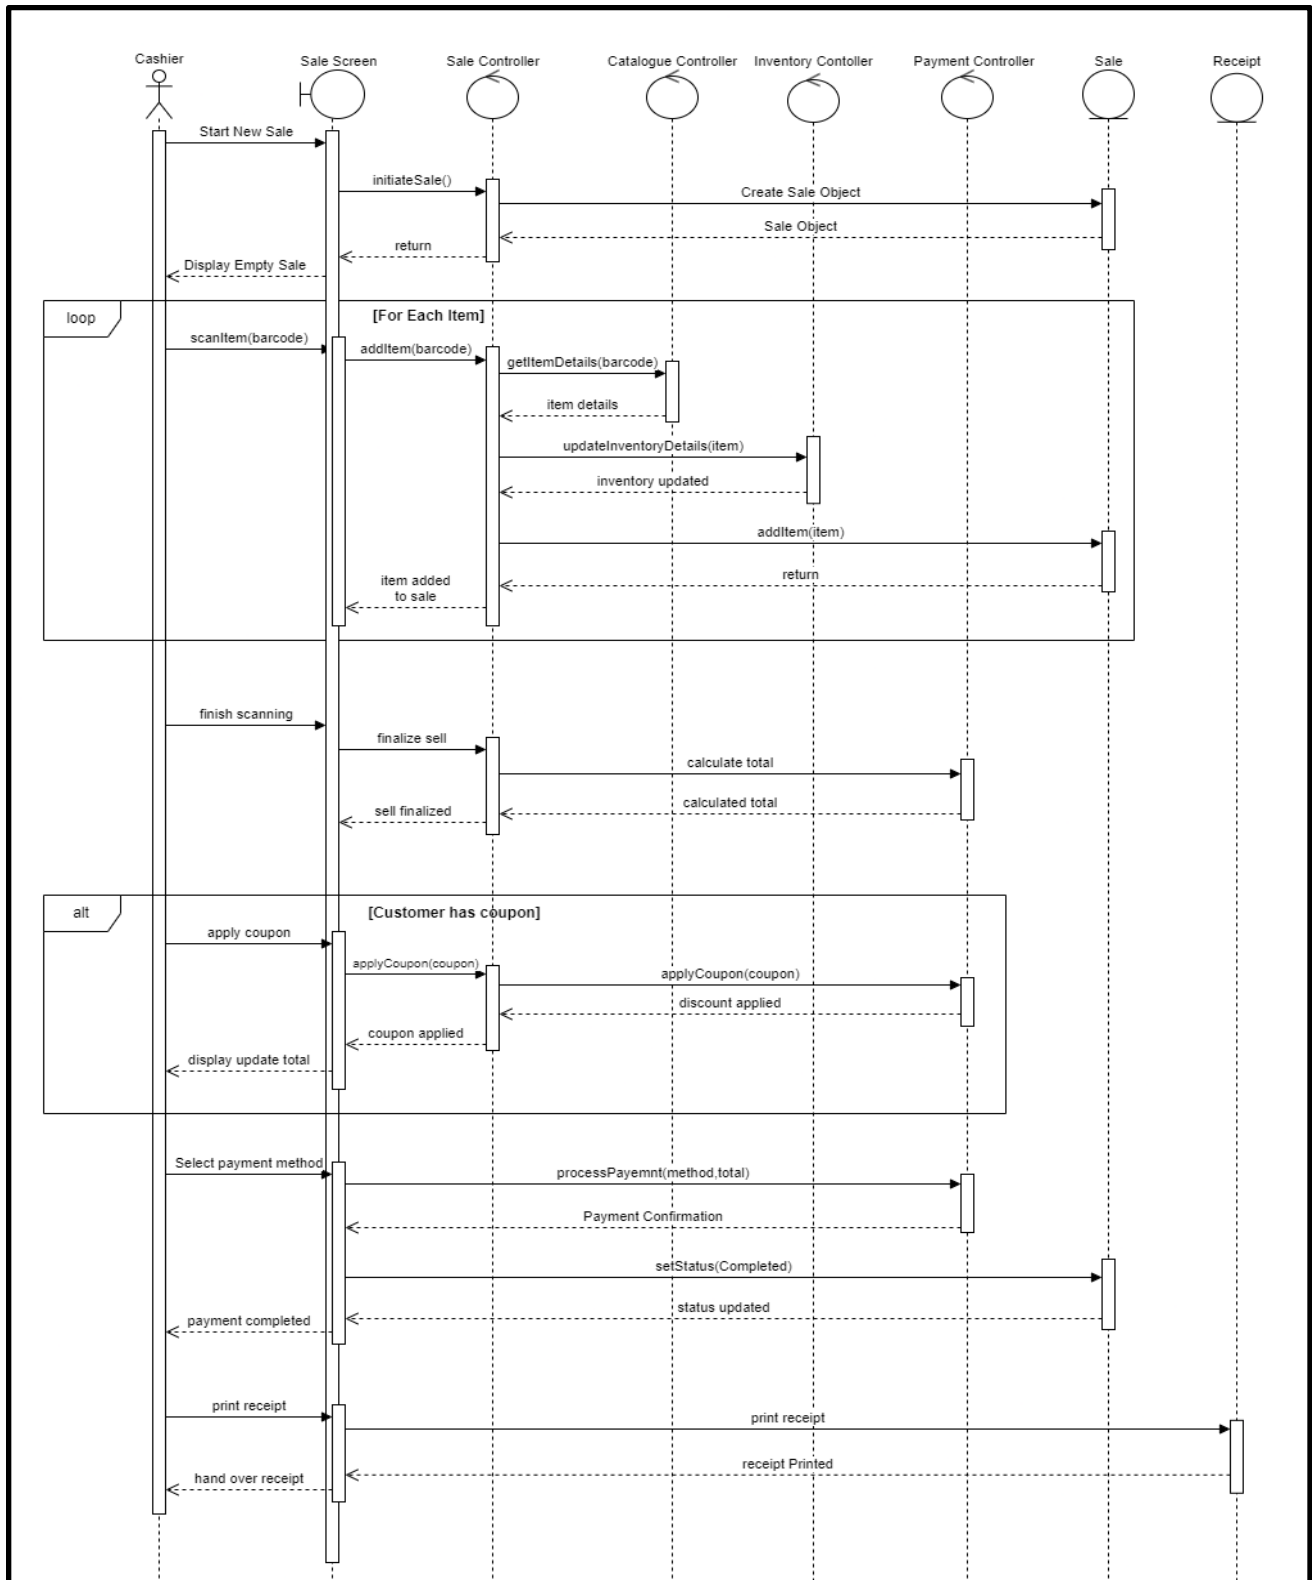 Cashier
Sale Screen
Sale Controller
Catalogue Controller
Inventory Contoller
Payment Controller
Sale
Receipt
Start New Sale
initiateSale()
Create Sale Object
Sale Object
return
Display Empty Sale
loop
[For Each Item]
scanItem(barcode)
addItem(barcode)
getItemDetails(barcode)
item details
updateInventoryDetails(item)
inventory updated
addItem(item)
return
item added
to sale
finish scanning
finalize sell
calculate total
calculated total
sell finalized
alt
[Customer has coupon]
apply coupon
applyCoupon(coupon)
applyCoupon(coupon)
discount applied
coupon applied
display update total
Select payment method
processPayemnt(method,total)
Payment Confirmation
setStatus(Completed)
status updated
payment completed
print receipt
print receipt
receipt Printed
hand over receipt